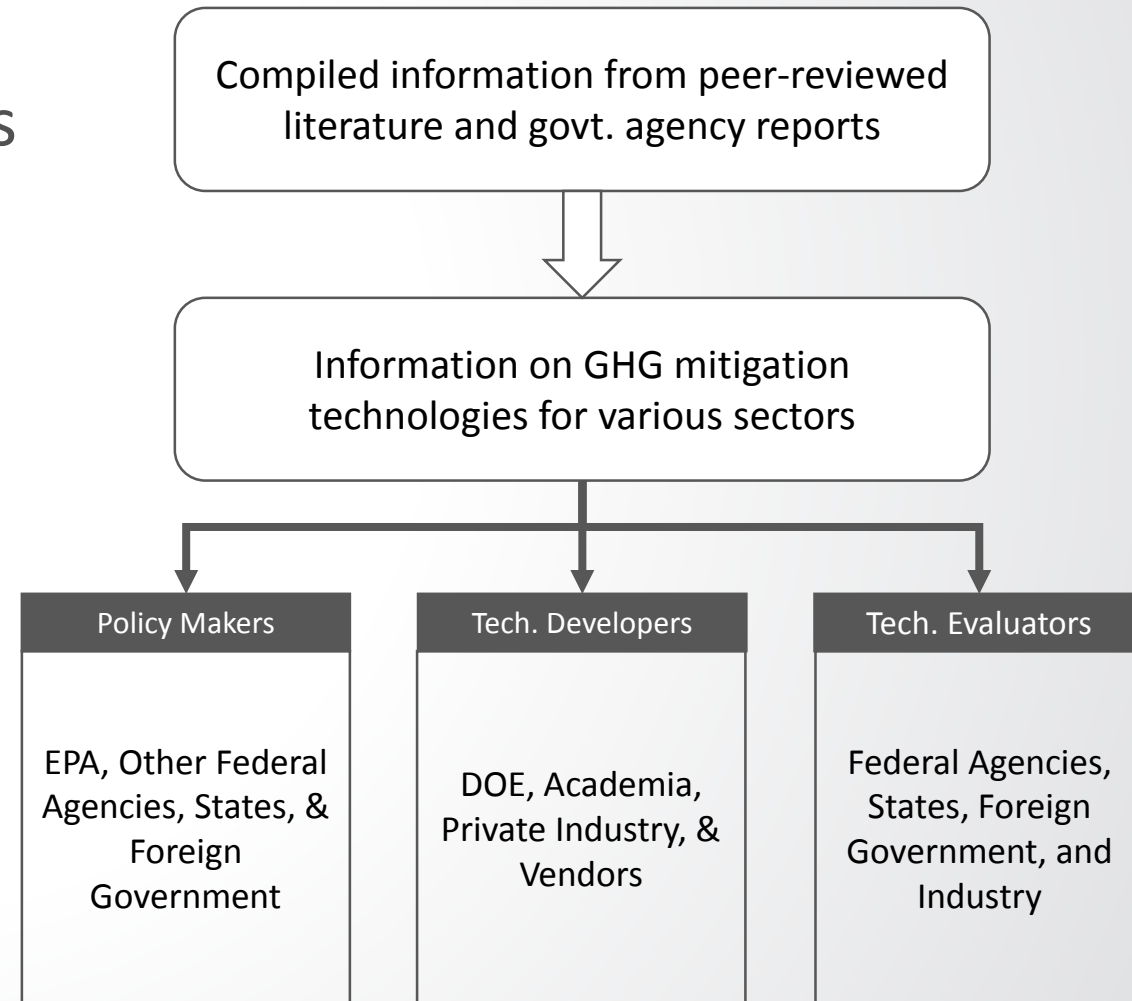 Compiled information from peer-reviewed
literature and govt. agency reports
s
Information on GHG mitigation
technologies for various sectors
Policy Makers
EPA, Other Federal
Agencies, States, &
Foreign
Government
Tech. Developers
DOE, Academia,
Private Industry, &
Vendors
Tech. Evaluators
Federal Agencies,
States, Foreign
Government, and
Industry